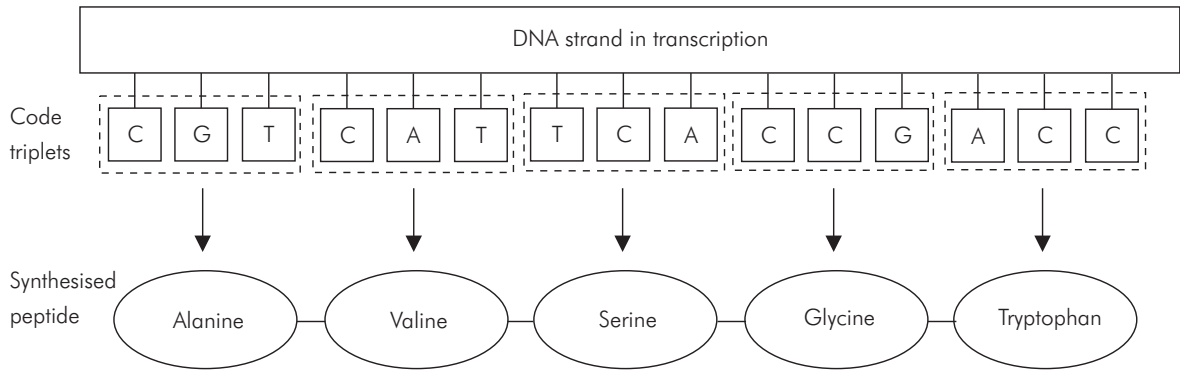 DNA strand in transcription
Code
triplets
C G T C A T T C A C C G A C C
Synthesised
peptide
Alanine Valine Serine Glycine Tryptophan